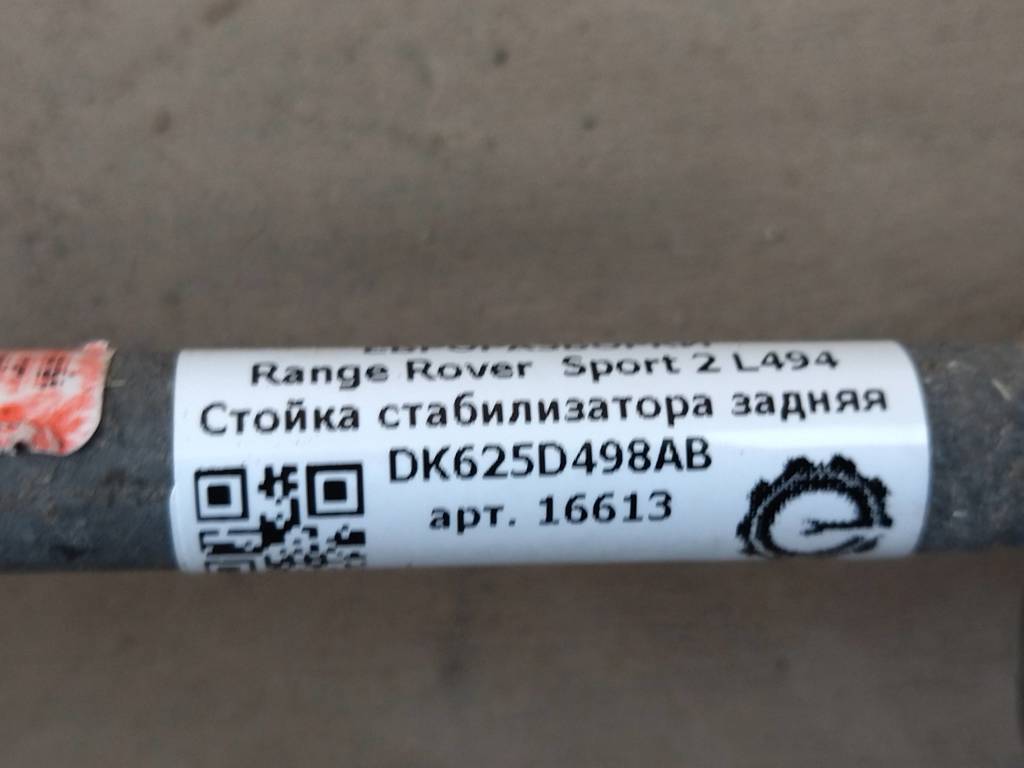 Range Rover Sport 2 L494
Стойка стабилизатора задняя
DK625D498AB
арт. 16613